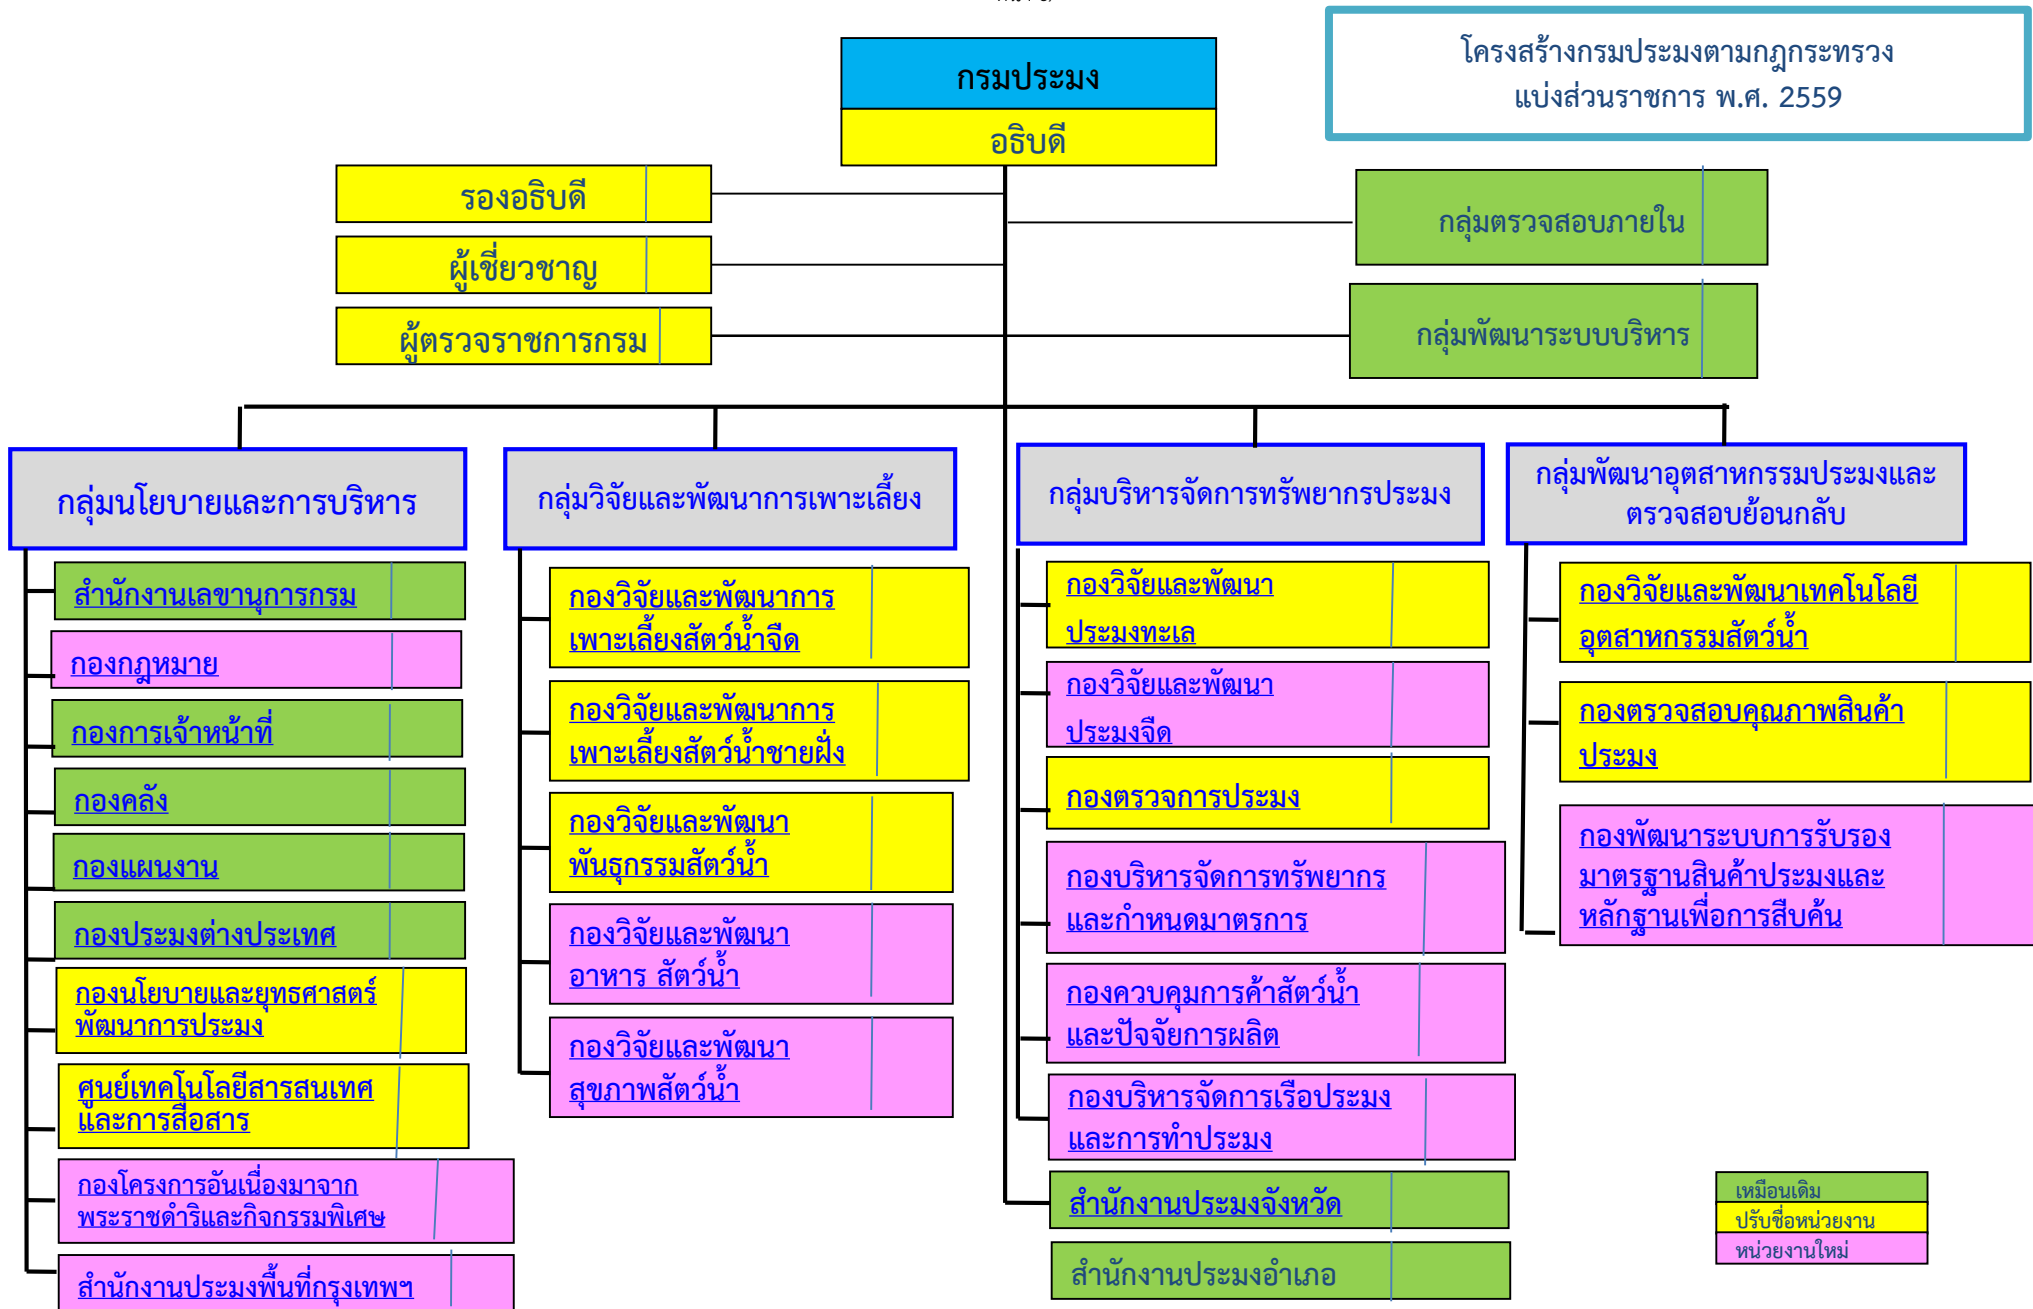 กรมประมง
อธิบดี
โครงสร้างกรมประมงตามกฎกระทรวง
แบ่งส่วนราชการ พ.ศ. 2559
รองอธิบดี
ผู้เชี่ยวชาญ
ผู้ตรวจราชการกรม
กลุ่มตรวจสอบภายใน
กลุ่มพัฒนาระบบบริหาร
กลุ่มนโยบายและการบริหาร
สำนักงานเลขานุการกรม
กองกฎหมาย
กองการเจ้าหน้าที่
กองคลัง
กองแผนงาน
กองประมงต่างประเทศ
กองนโยบายและยุทธศาสตร์
พัฒนาการประมง
ศูนย์เทคโนโลยีสารสนเทศ
และการสื่อสาร
กองโครงการอันเนื่องมาจาก
พระราชดำริและกิจกรรมพิเศษ
สำนักงานประมงพื้นที่กรุงเทพฯ
กลุ่มวิจัยและพัฒนาการเพาะเลี้ยง
กองวิจัยและพัฒนาการ
เพาะเลี้ยงสัตว์น้ำจืด
กองวิจัยและพัฒนาการ
เพาะเลี้ยงสัตว์น้ำชายฝั่ง
กองวิจัยและพัฒนา
พันธุกรรมสัตว์น้ำ
กองวิจัยและพัฒนา
อาหาร สัตว์น้ำ
กองวิจัยและพัฒนา
สุขภาพสัตว์น้ำ
กลุ่มบริหารจัดการทรัพยากรประมง
กองวิจัยและพัฒนา
ประมงทะเล
กองวิจัยและพัฒนา
ประมงจืด
กองตรวจการประมง
กองบริหารจัดการทรัพยากร
และกำหนดมาตรการ
กองควบคุมการค้าสัตว์น้ำ
และปัจจัยการผลิต
กองบริหารจัดการเรือประมง
และการทำประมง
สำนักงานประมงจังหวัด
สำนักงานประมงอำเภอ
กลุ่มพัฒนาอุตสาหกรรมประมงและ
ตรวจสอบย้อนกลับ
กองวิจัยและพัฒนาเทคโนโลยี
อุตสาหกรรมสัตว์น้ำ
กองตรวจสอบคุณภาพสินค้า
ประมง
กองพัฒนาระบบการรับรอง
มาตรฐานสินค้าประมงและ
หลักฐานเพื่อการสืบค้น
เหมือนเดิม
ปรับชื่อหน่วยงาน
หน่วยงานใหม่